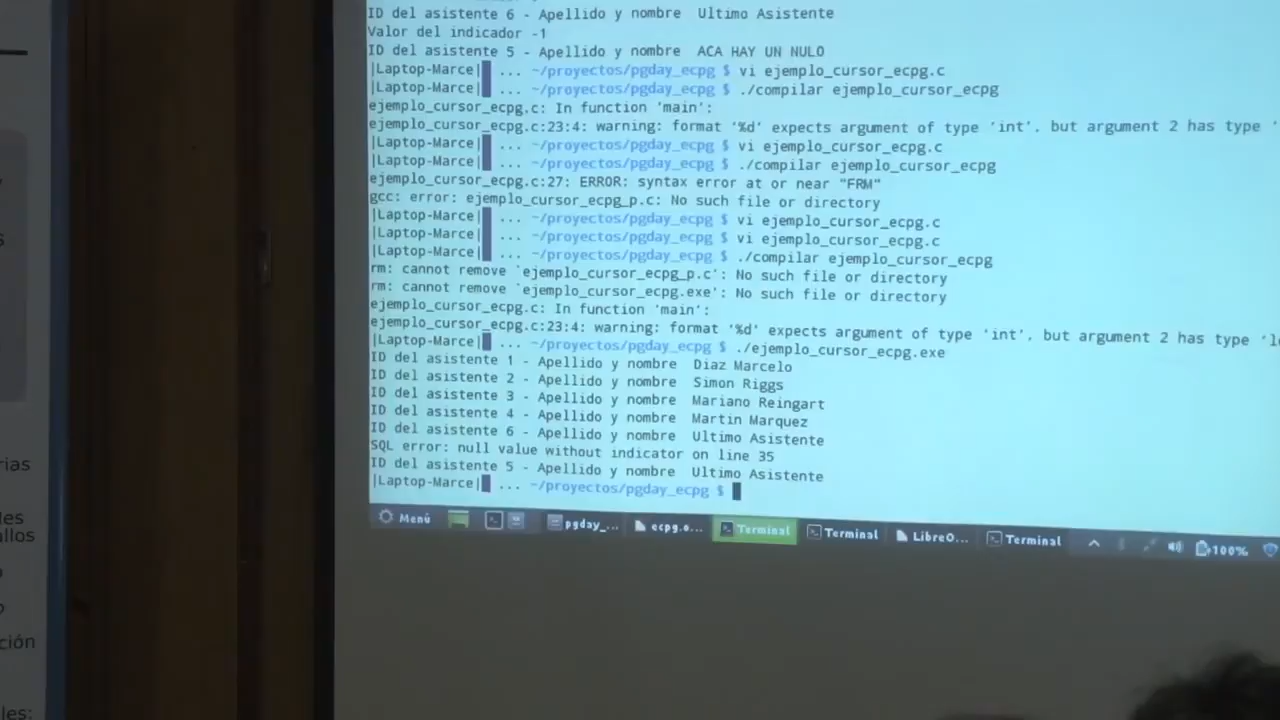 ID del asistente 6 - Apellido y nombre  Ultimo Asistente
Valor del indicador -1
ID del asistente 5 - Apellido y nombre  ACA HAY UN NULO
|Laptop-Marce| ... ~/proyectos/pgday_ecpg $ vi ejemplo_cursor_ecpg.c
|Laptop-Marce| ... ~/proyectos/pgday_ecpg $ ./compilar ejemplo_cursor_ecpg
ejemplo_cursor_ecpg.c: In function 'main':
ejemplo_cursor_ecpg.c:23:4: warning: format '%d' expects argument of type 'int', but argument 2 has type '
|Laptop-Marce| ... ~/proyectos/pgday_ecpg $ vi ejemplo_cursor_ecpg.c
|Laptop-Marce| ... ~/proyectos/pgday_ecpg $ ./compilar ejemplo_cursor_ecpg
ejemplo_cursor_ecpg.c:27: ERROR: syntax error at or near "FRM"
gcc: error: ejemplo_cursor_ecpg_p.c: No such file or directory
|Laptop-Marce| ... ~/proyectos/pgday_ecpg $ vi ejemplo_cursor_ecpg.c
|Laptop-Marce| ... ~/proyectos/pgday_ecpg $ vi ejemplo_cursor_ecpg.c
|Laptop-Marce| ... ~/proyectos/pgday_ecpg $ ./compilar ejemplo_cursor_ecpg
rm: cannot remove `ejemplo_cursor_ecpg_p.c': No such file or directory
rm: cannot remove `ejemplo_cursor_ecpg.exe': No such file or directory
ejemplo_cursor_ecpg.c: In function 'main':
ejemplo_cursor_ecpg.c:23:4: warning: format '%d' expects argument of type 'int', but argument 2 has type 'l
|Laptop-Marce| ... ~/proyectos/pgday_ecpg $ ./ejemplo_cursor_ecpg.exe
ID del asistente 1 - Apellido y nombre  Diaz Marcelo
ID del asistente 2 - Apellido y nombre  Simon Riggs
ID del asistente 3 - Apellido y nombre  Mariano Reingart
ID del asistente 4 - Apellido y nombre  Martin Marquez
ID del asistente 6 - Apellido y nombre  Ultimo Asistente
SQL error: null value without indicator on line 35
ID del asistente 5 - Apellido y nombre  Ultimo Asistente
|Laptop-Marce| ... ~/proyectos/pgday_ecpg $
Menú pgday_... ecpg.o... Terminal Terminal LibreO... Terminal 100%
rias
les
llos
ción
les: